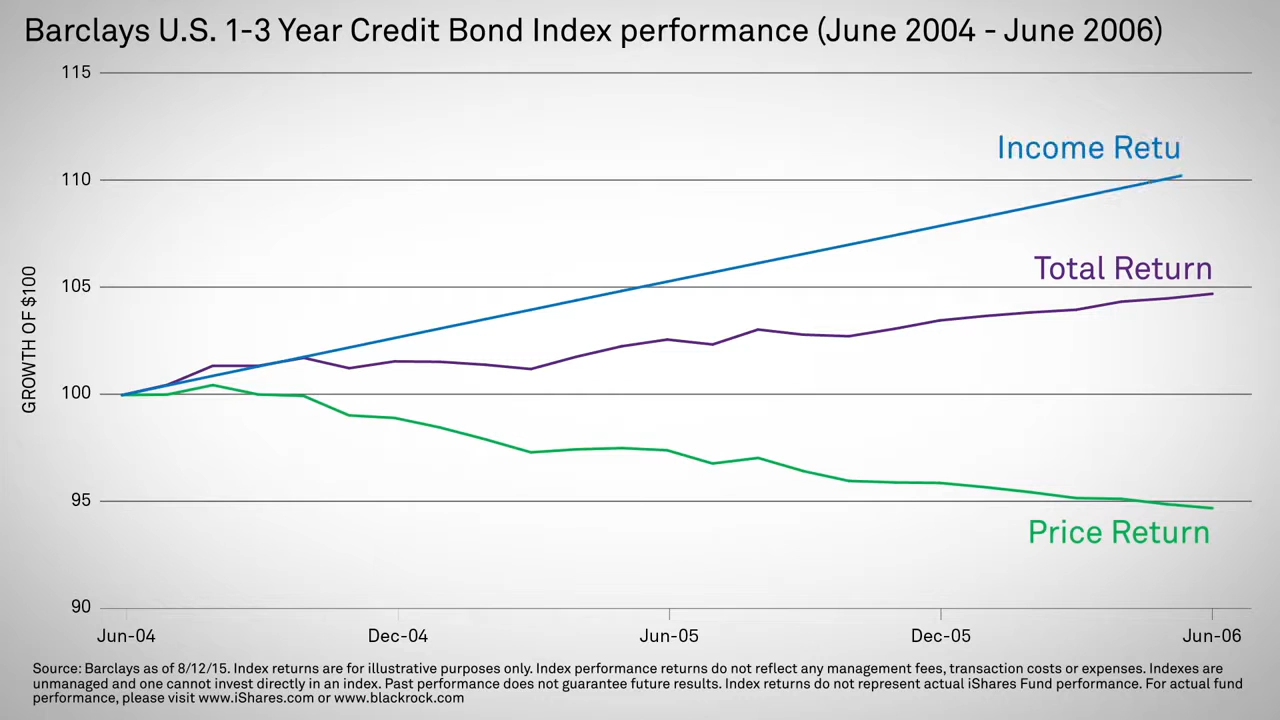 Barclays U.S. 1-3 Year Credit Bond Index performance (June 2004 - June 2006)
115
110
105
100
95
90
GROWTH OF $100
Income Retu
Total Return
Price Return
Jun-04
Dec-04
Jun-05
Dec-05
Jun-06
Source: Barclays as of 8/12/15. Index returns are for illustrative purposes only. Index performance returns do not reflect any management fees, transaction costs or expenses. Indexes are
unmanaged and one cannot invest directly in an index. Past performance does not guarantee future results. Index returns do not represent actual iShares Fund performance. For actual fund
performance, please visit www.iShares.com or www.blackrock.com